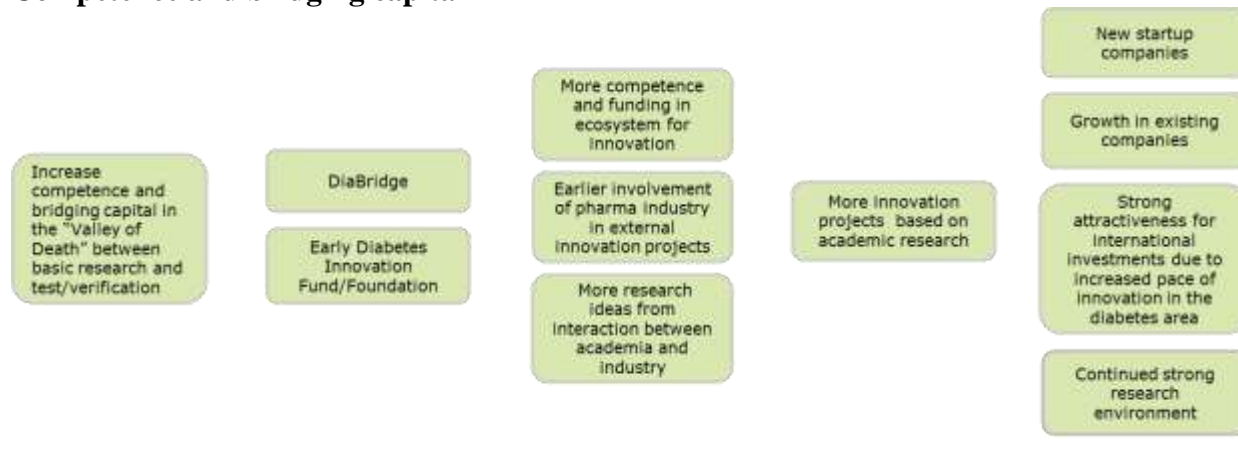 Increase
competence and
bridging capital in
the "Valley of
Death" between
basic research and
test/verification
DiaBridge
Early Diabetes
Innovation
Fund/Foundation
More competence
and funding in
ecosystem for
innovation
Earlier involvement
of pharma industry
in external
innovation projects
More research
ideas from
interaction between
academia and
industry
More innovation
projects based on
academic research
New startup
companies
Growth in existing
companies
Strong
attractiveness for
international
investments due to
increased pace of
innovation in the
diabetes area
Continued strong
research
environment